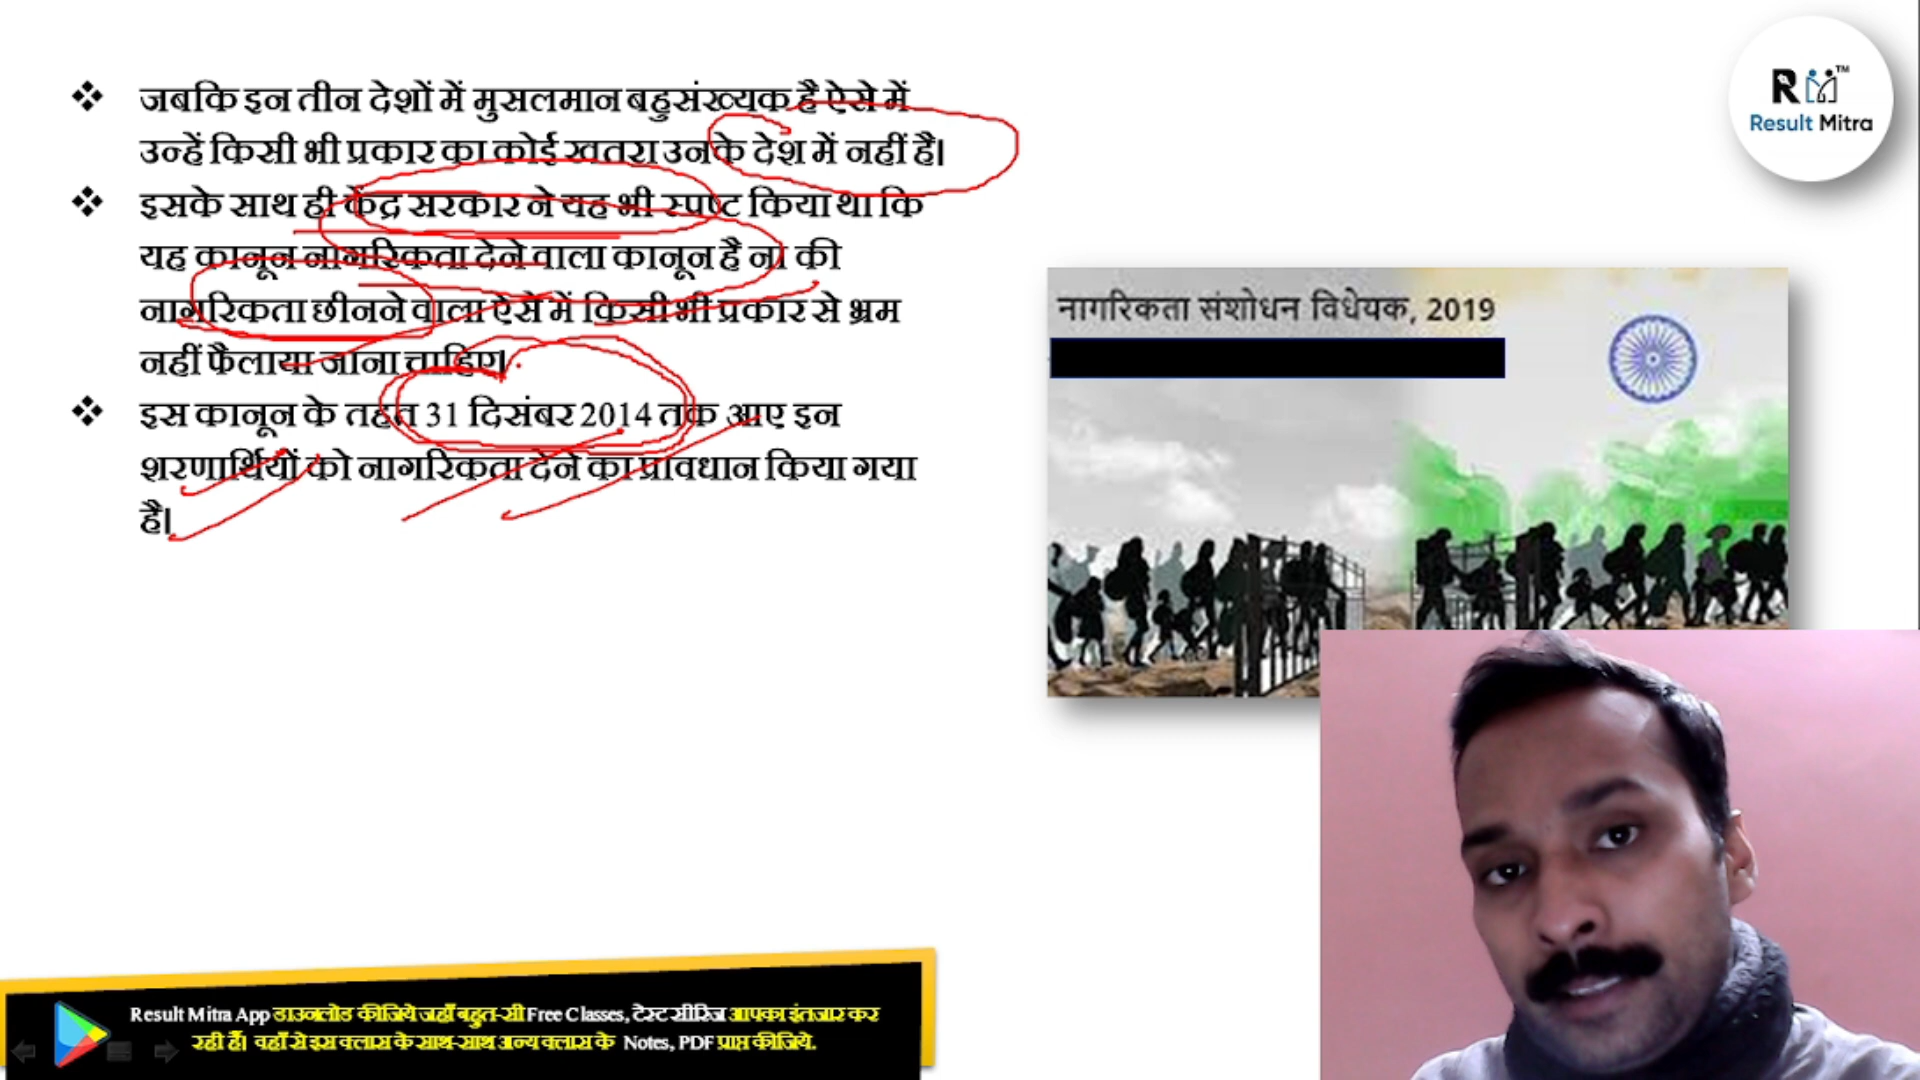 जबकि इन तीन देशों में मुसलमान बहुसंख्यक है ऐसे में
उन्हें किसी भी प्रकार का कोई खतरा उनके देश में नहीं है।
इसके साथ ही केंद्र सरकार ने यह भी स्पष्ट किया था कि
यह कानून नागरिकता देने वाला कानून है ना की
नागरिकता छीनने वाला ऐसे में किसी भी प्रकार से भ्रम
नहीं फैलाया जाना चाहिए।
इस कानून के तहत 31 दिसंबर 2014 तक आए इन
शरणार्थियों को नागरिकता देने का प्रावधान किया गया
है।
R TM
Result Mitra
नागरिकता संशोधन विधेयक, 2019
Result Mitra App डाउनलोड कीजिये जहाँ बहुत-सी Free Classes, टेस्ट सीरिज आपका इंतजार कर
रही हैं। वहाँ से इस क्लास के साथ-साथ अन्य क्लास के Notes, PDF प्राप्त कीजिये.